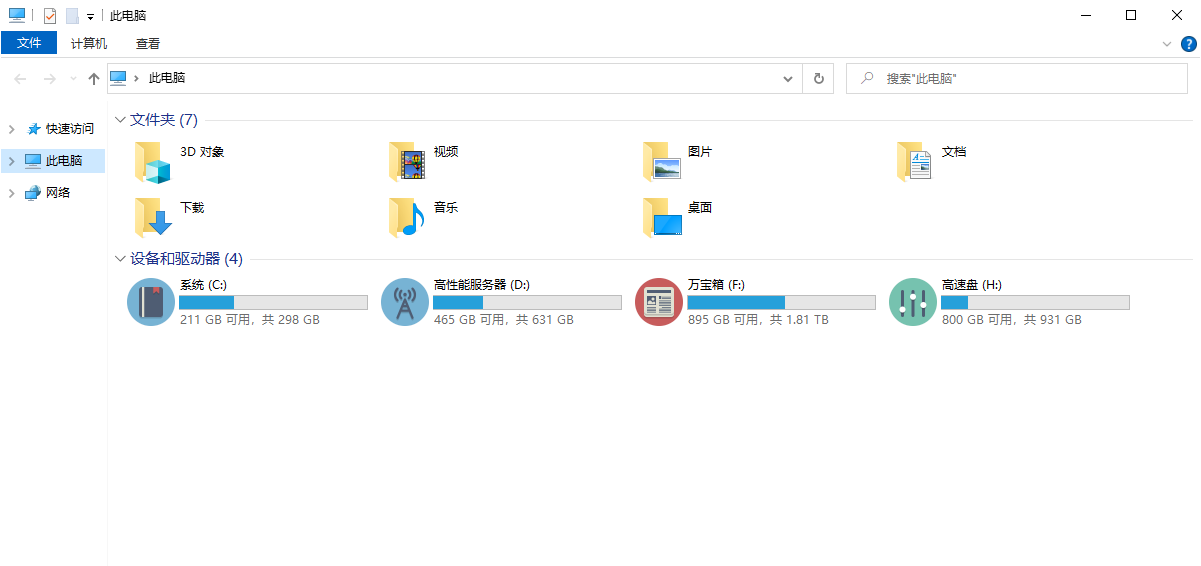 此电脑
文件 计算机 查看
此电脑
搜索"此电脑"
快速访问
此电脑
网络
文件夹 (7)
3D 对象
视频
图片
文档
下载
音乐
桌面
设备和驱动器 (4)
系统 (C:)
211 GB 可用，共 298 GB
高性能服务器 (D:)
465 GB 可用，共 631 GB
万宝箱 (F:)
895 GB 可用，共 1.81 TB
高速盘 (H:)
800 GB 可用，共 931 GB